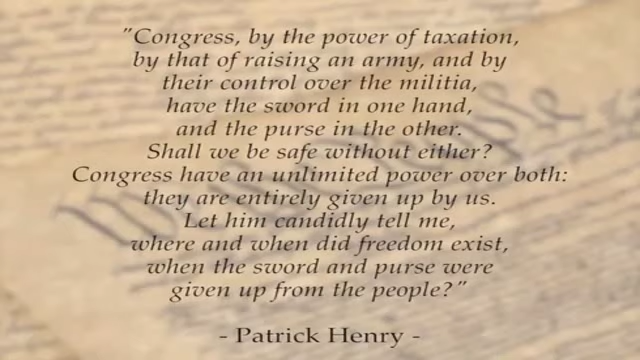 "Congress, by the power of taxation,
by that of raising an army, and by
their control over the militia,
have the sword in one hand,
and the purse in the other.
Shall we be safe without either?
Congress have an unlimited power over both:
they are entirely given up by us.
Let him candidly tell me,
where and when did freedom exist,
when the sword and purse were
given up from the people?"
- Patrick Henry -
We the People